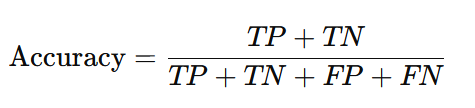 Accuracy = TP + TN / TP + TN + FP + FN